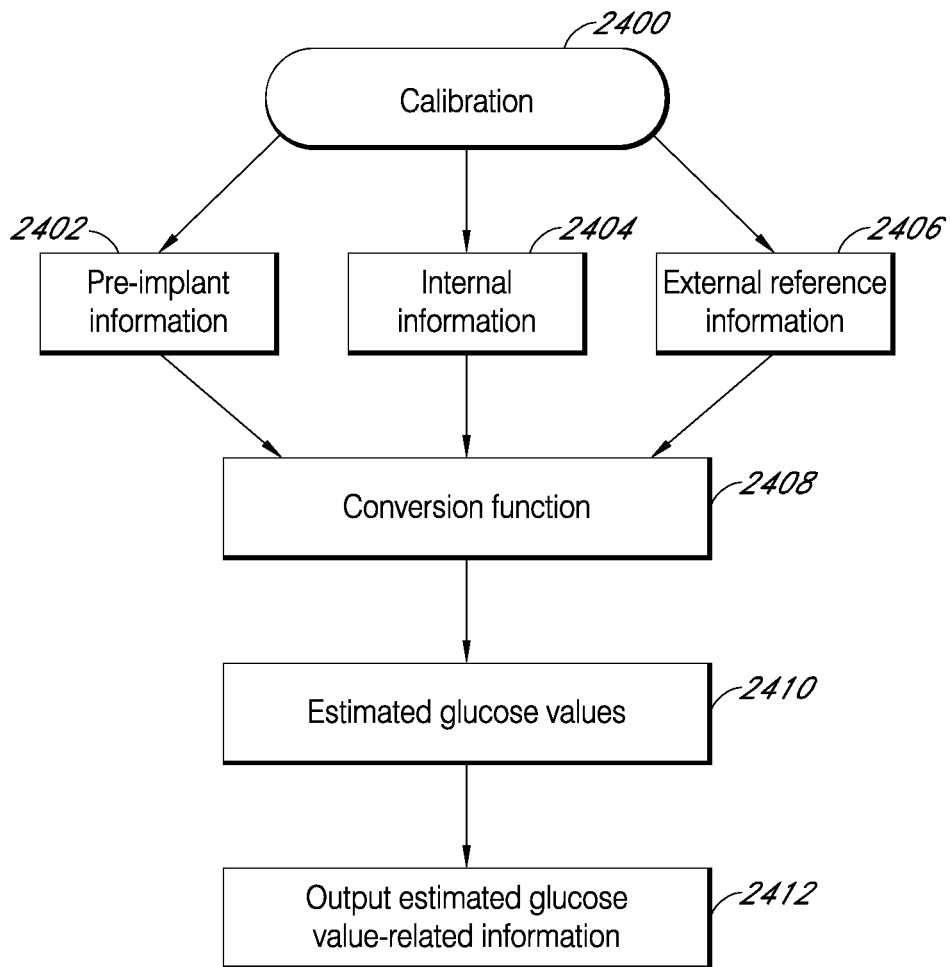 2400
Calibration
2402
2404
2406
Pre-implant
information
Internal
information
External reference
information
Conversion function
2408
Estimated glucose values
2410
Output estimated glucose
value-related information
2412